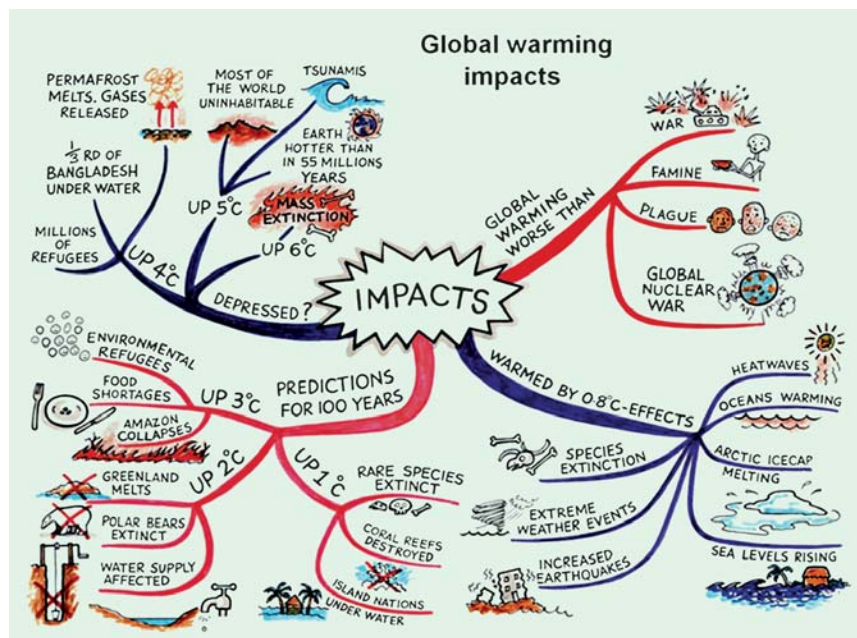 Global warming
impacts
PERMAFROST
MELTS. GASES
RELEASED
MOST OF
THE WORLD
UNINHABITABLE
TSUNAMIS
EARTH
HOTTER THAN
IN 55 MILLIONS
YEARS
1/3 RD OF
BANGLADESH
UNDER WATER
MILLIONS
OF
REFUGEES
UP 4°C
UP 5°C
MASS
EXTINCTION
UP 6°C
DEPRESSED?
IMPACTS
GLOBAL
WARMING
WORSE THAN
WAR
FAMINE
PLAGUE
GLOBAL
NUCLEAR
WAR
WARMED BY 0.8°C-EFFECTS
HEATWAVES
OCEANS WARMING
ARCTIC ICECAP
MELTING
SEA LEVELS RISING
SPECIES
EXTINCTION
EXTREME
WEATHER EVENTS
INCREASED
EARTHQUAKES
PREDICTIONS
FOR 100 YEARS
UP 3°C
ENVIRONMENTAL
REFUGEES
FOOD
SHORTAGES
AMAZON
COLLAPSES
UP 2°C
GREENLAND
MELTS
POLAR BEARS
EXTINCT
WATER SUPPLY
AFFECTED
UP 1°C
RARE SPECIES
EXTINCT
CORAL REEFS
DESTROYED
ISLAND NATIONS
UNDER WATER